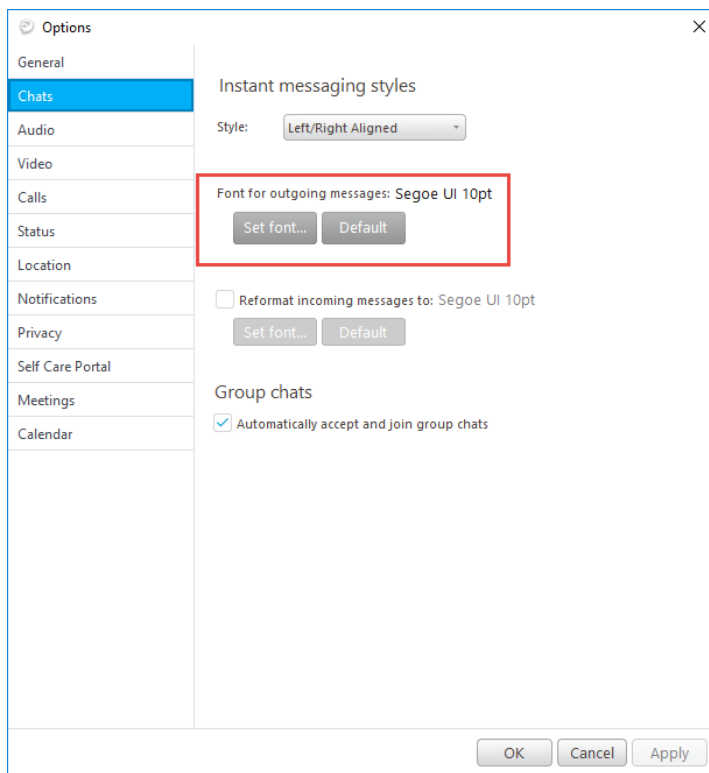 Options
General
Chats
Audio
Video
Calls
Status
Location
Notifications
Privacy
Self Care Portal
Meetings
Calendar
Instant messaging styles
Style: Left/Right Aligned
Font for outgoing messages: Segoe UI 10pt
Set font... Default
Reformat incoming messages to: Segoe UI 10pt
Set font... Default
Group chats
Automatically accept and join group chats
OK Cancel Apply